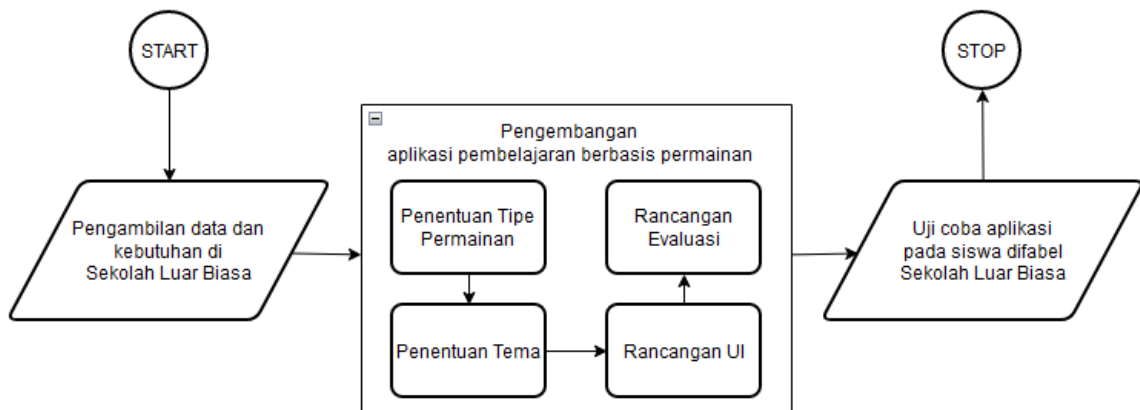 START
Pengambilan data dan
kebutuhan di
Sekolah Luar Biasa
Pengembangan
aplikasi pembelajaran berbasis permainan
Penentuan Tipe
Permainan
Penentuan Tema
Rancangan UI
Rancangan
Evaluasi
Uji coba aplikasi
pada siswa difabel
Sekolah Luar Biasa
STOP